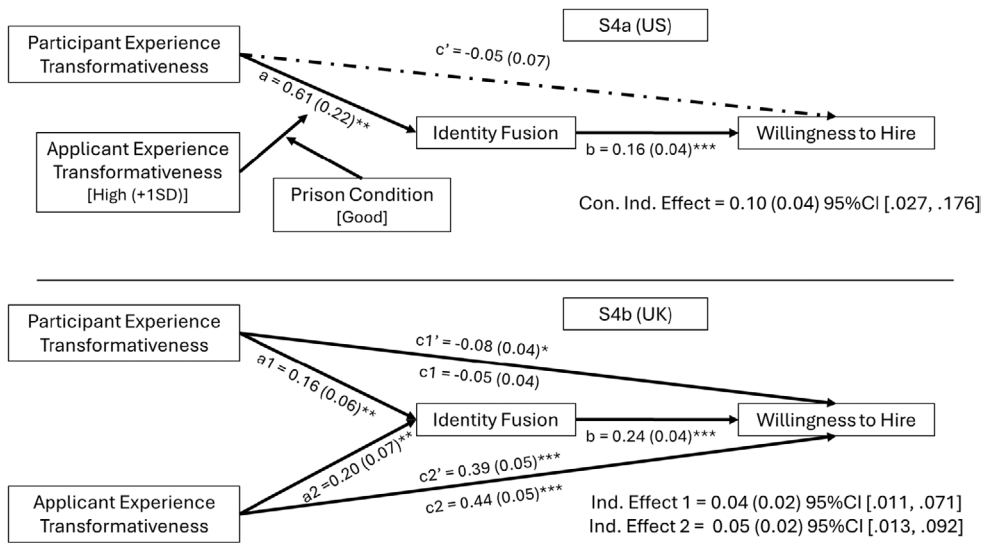 S4a (US)
Participant Experience
Transformativeness
c’ = -0.05 (0.07)
a = 0.61 (0.22)**
Identity Fusion
b = 0.16 (0.04)***
Willingness to Hire
Applicant Experience
Transformativeness
[High (+1SD)]
Prison Condition
[Good]
Con. Ind. Effect = 0.10 (0.04) 95%CI [.027, .176]
S4b (UK)
Participant Experience
Transformativeness
c1’ = -0.08 (0.04)*
c1 = -0.05 (0.04)
a1 = 0.16 (0.06)**
Identity Fusion
b = 0.24 (0.04)***
Willingness to Hire
a2 =0.20 (0.07)**
c2’ = 0.39 (0.05)***
c2 = 0.44 (0.05)***
Applicant Experience
Transformativeness
Ind. Effect 1 = 0.04 (0.02) 95%CI [.011, .071]
Ind. Effect 2 = 0.05 (0.02) 95%CI [.013, .092]